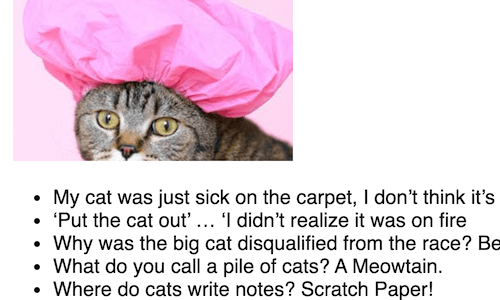 • My cat was just sick on the carpet, I don’t think it’s
• ‘Put the cat out’ … ‘I didn’t realize it was on fire
• Why was the big cat disqualified from the race? Be
• What do you call a pile of cats? A Meowtain.
• Where do cats write notes? Scratch Paper!